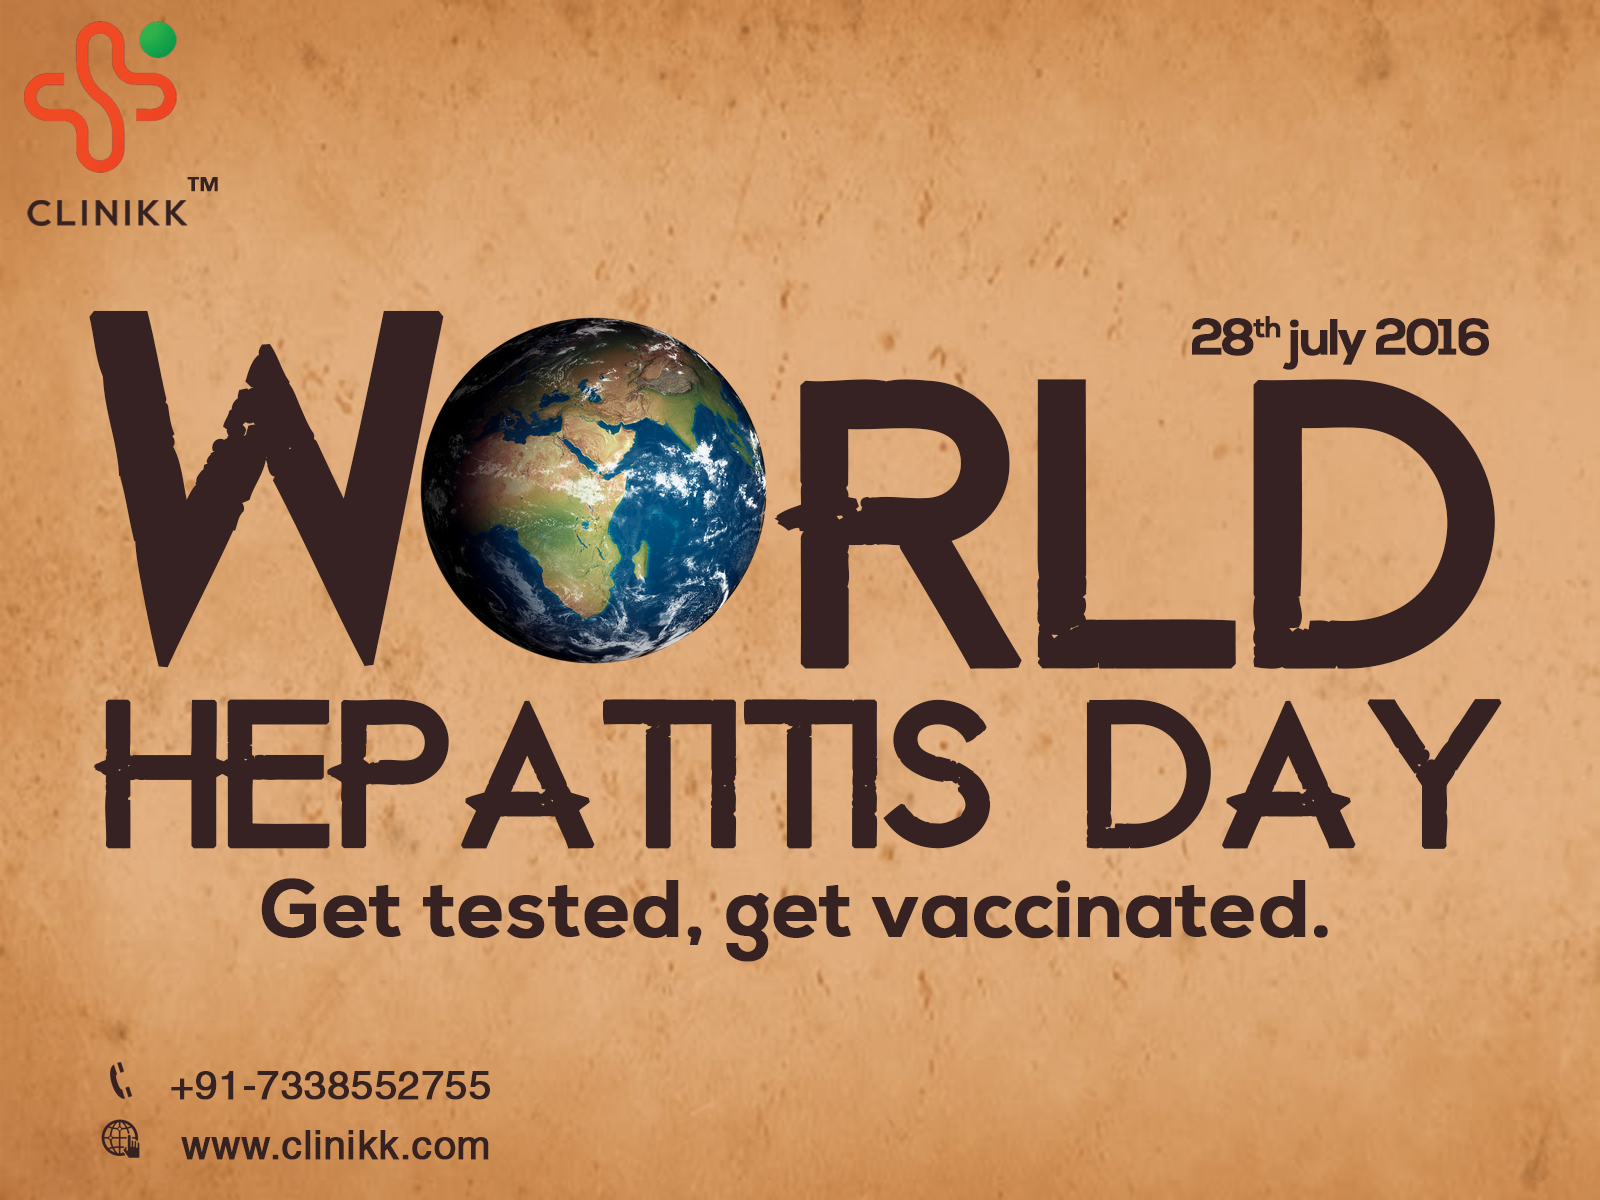 CLINIKK™
28th july 2016
WORLD
HEPATITIS DAY
Get tested, get vaccinated.
+91-7338552755
www.clinikk.com